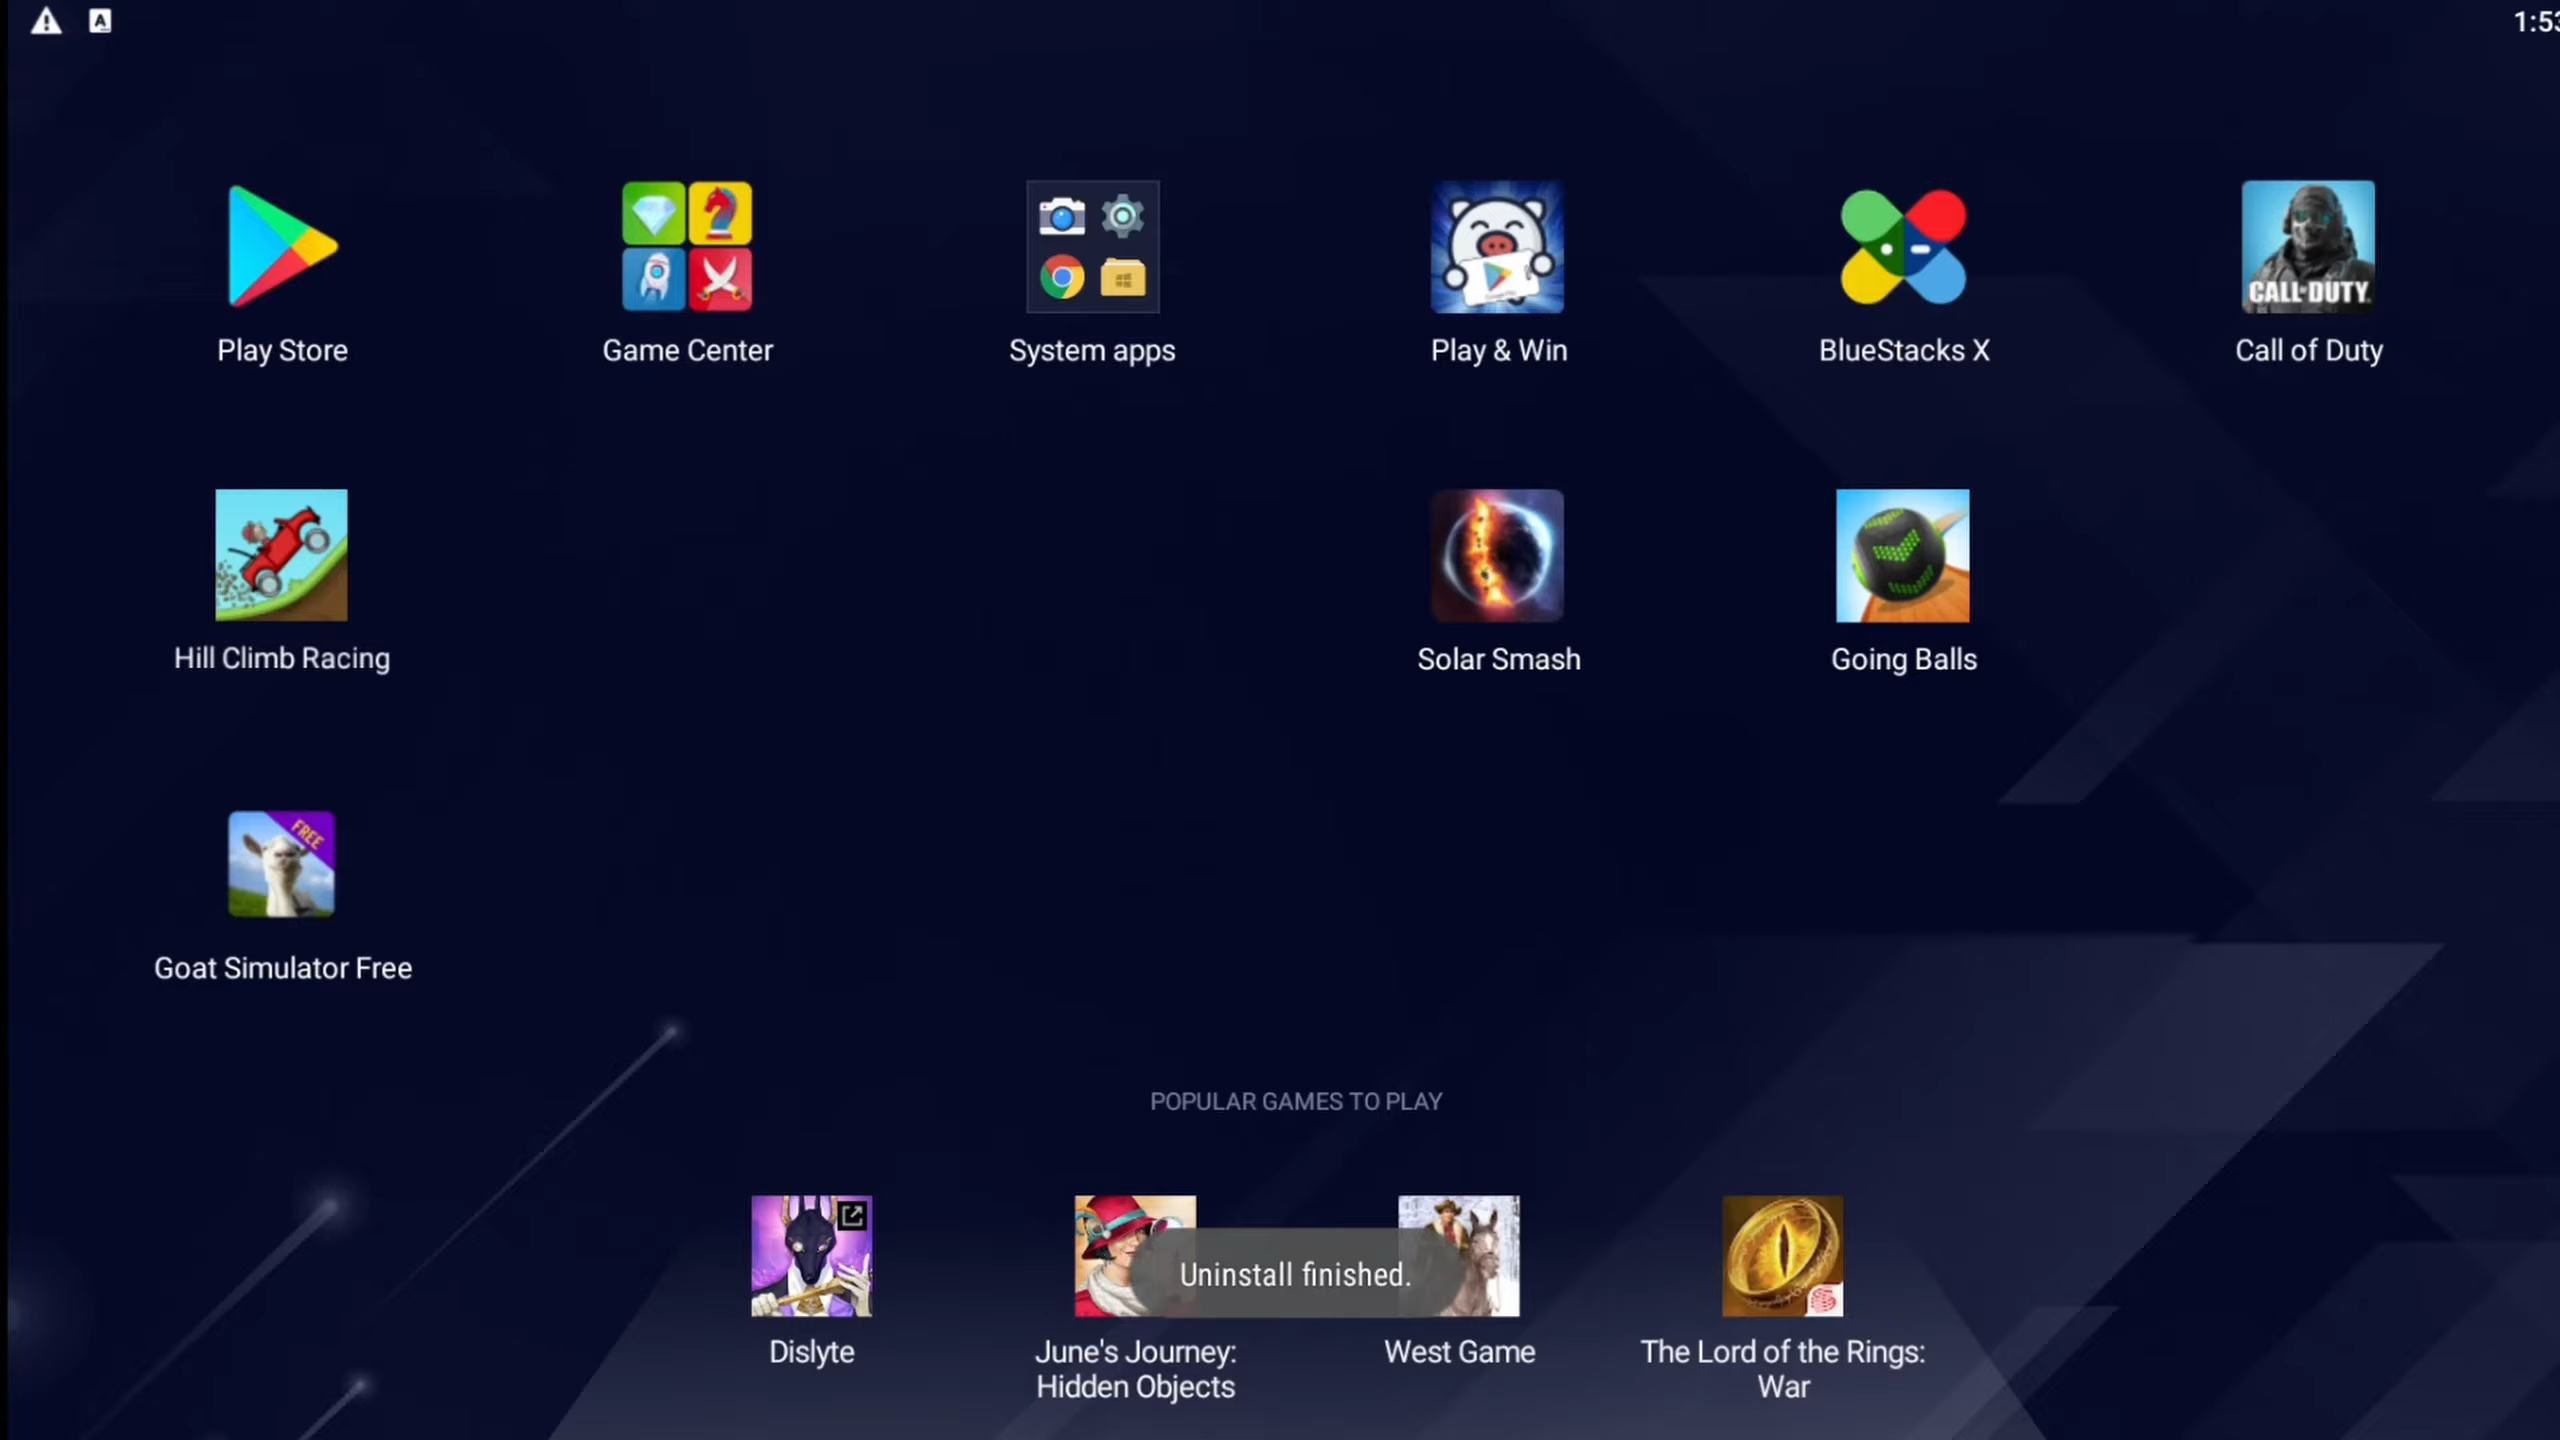 1:53
Play Store
Game Center
System apps
Play & Win
BlueStacks X
CALL OF DUTY
Call of Duty
Hill Climb Racing
Solar Smash
Going Balls
FREE
Goat Simulator Free
POPULAR GAMES TO PLAY
Uninstall finished.
Dislyte
June's Journey:
Hidden Objects
West Game
The Lord of the Rings:
War